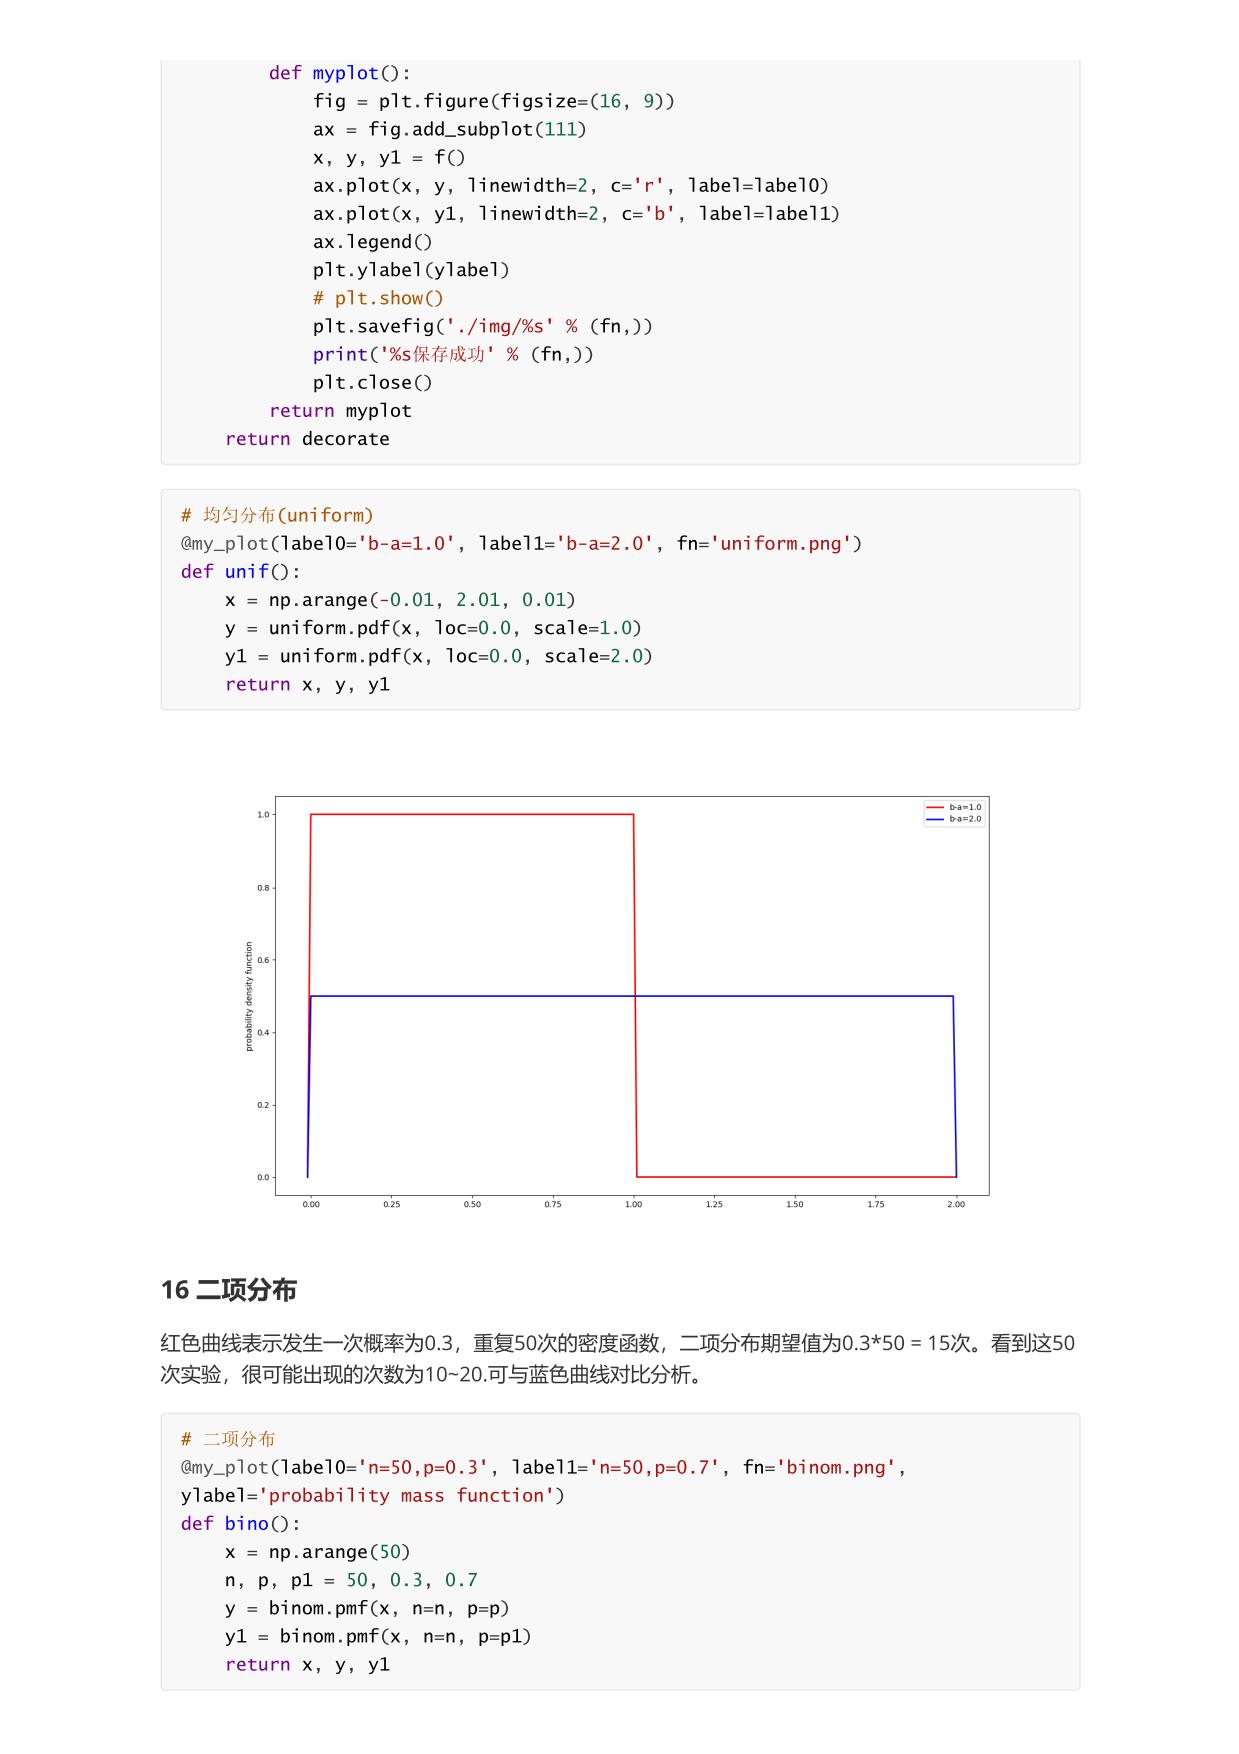 def myplot():
fig = plt.figure(figsize=(16, 9))
ax = fig.add_subplot(111)
x, y, y1 = f()
ax.plot(x, y, linewidth=2, c='r', label=label0)
ax.plot(x, y1, linewidth=2, c='b', label=label1)
ax.legend()
plt.ylabel(ylabel)
# plt.show()
plt.savefig('./img/%s' % (fn,))
print('%s保存成功' % (fn,))
plt.close()
return myplot
return decorate
# 均匀分布(uniform)
@my_plot(label0='b-a=1.0', label1='b-a=2.0', fn='uniform.png')
def unif():
x = np.arange(-0.01, 2.01, 0.01)
y = uniform.pdf(x, loc=0.0, scale=1.0)
y1 = uniform.pdf(x, loc=0.0, scale=2.0)
return x, y, y1
b-a=1.0
b-a=2.0
1.0
0.8
0.6
0.4
0.2
0.0
probability density function
0.00 0.25 0.50 0.75 1.00 1.25 1.50 1.75 2.00
16 二项分布
红色曲线表示发生一次概率为0.3，重复50次的密度函数，二项分布期望值为0.3*50 = 15次。看到这50
次实验，很可能出现的次数为10~20.可与蓝色曲线对比分析。
# 二项分布
@my_plot(label0='n=50,p=0.3', label1='n=50,p=0.7', fn='binom.png',
ylabel='probability mass function')
def bino():
x = np.arange(50)
n, p, p1 = 50, 0.3, 0.7
y = binom.pmf(x, n=n, p=p)
y1 = binom.pmf(x, n=n, p=p1)
return x, y, y1